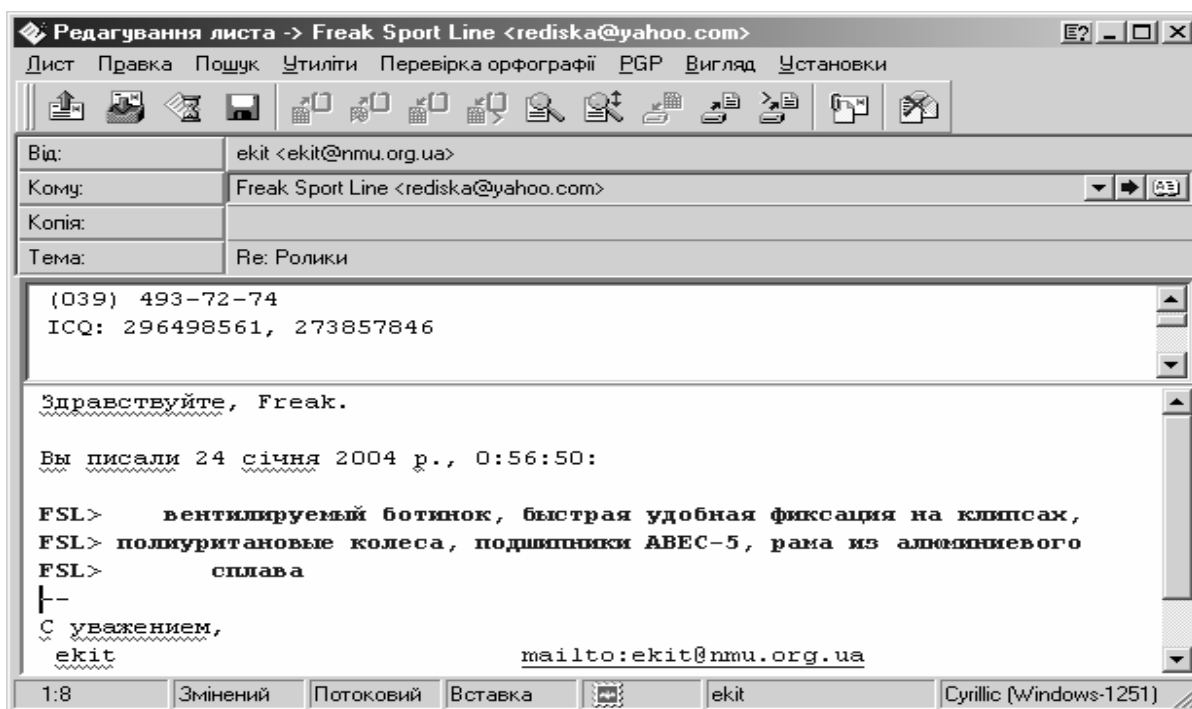 Редагування листа -> Freak Sport Line <rediska@yahoo.com>
Лист Правка Пошук Утиліти Перевірка орфографії PGP Вигляд Установки
Від: ekit <ekit@nmu.org.ua>
Кому: Freak Sport Line <rediska@yahoo.com>
Копія:
Тема: Re: Ролики
(039) 493-72-74
ICQ: 296498561, 273857846
Здравствуйте, Freak.
Вы писали 24 січня 2004 р., 0:56:50:
FSL> вентилируемый ботинок, быстрая удобная фиксация на клипсах,
FSL> полиуритановые колеса, подшипники ABEC-5, рама из алюминиевого
FSL> сплава
--
С уважением,
ekit mailto:ekit@nmu.org.ua
1:8 Змінений Потоковий Вставка ekit Cyrillic (Windows-1251)